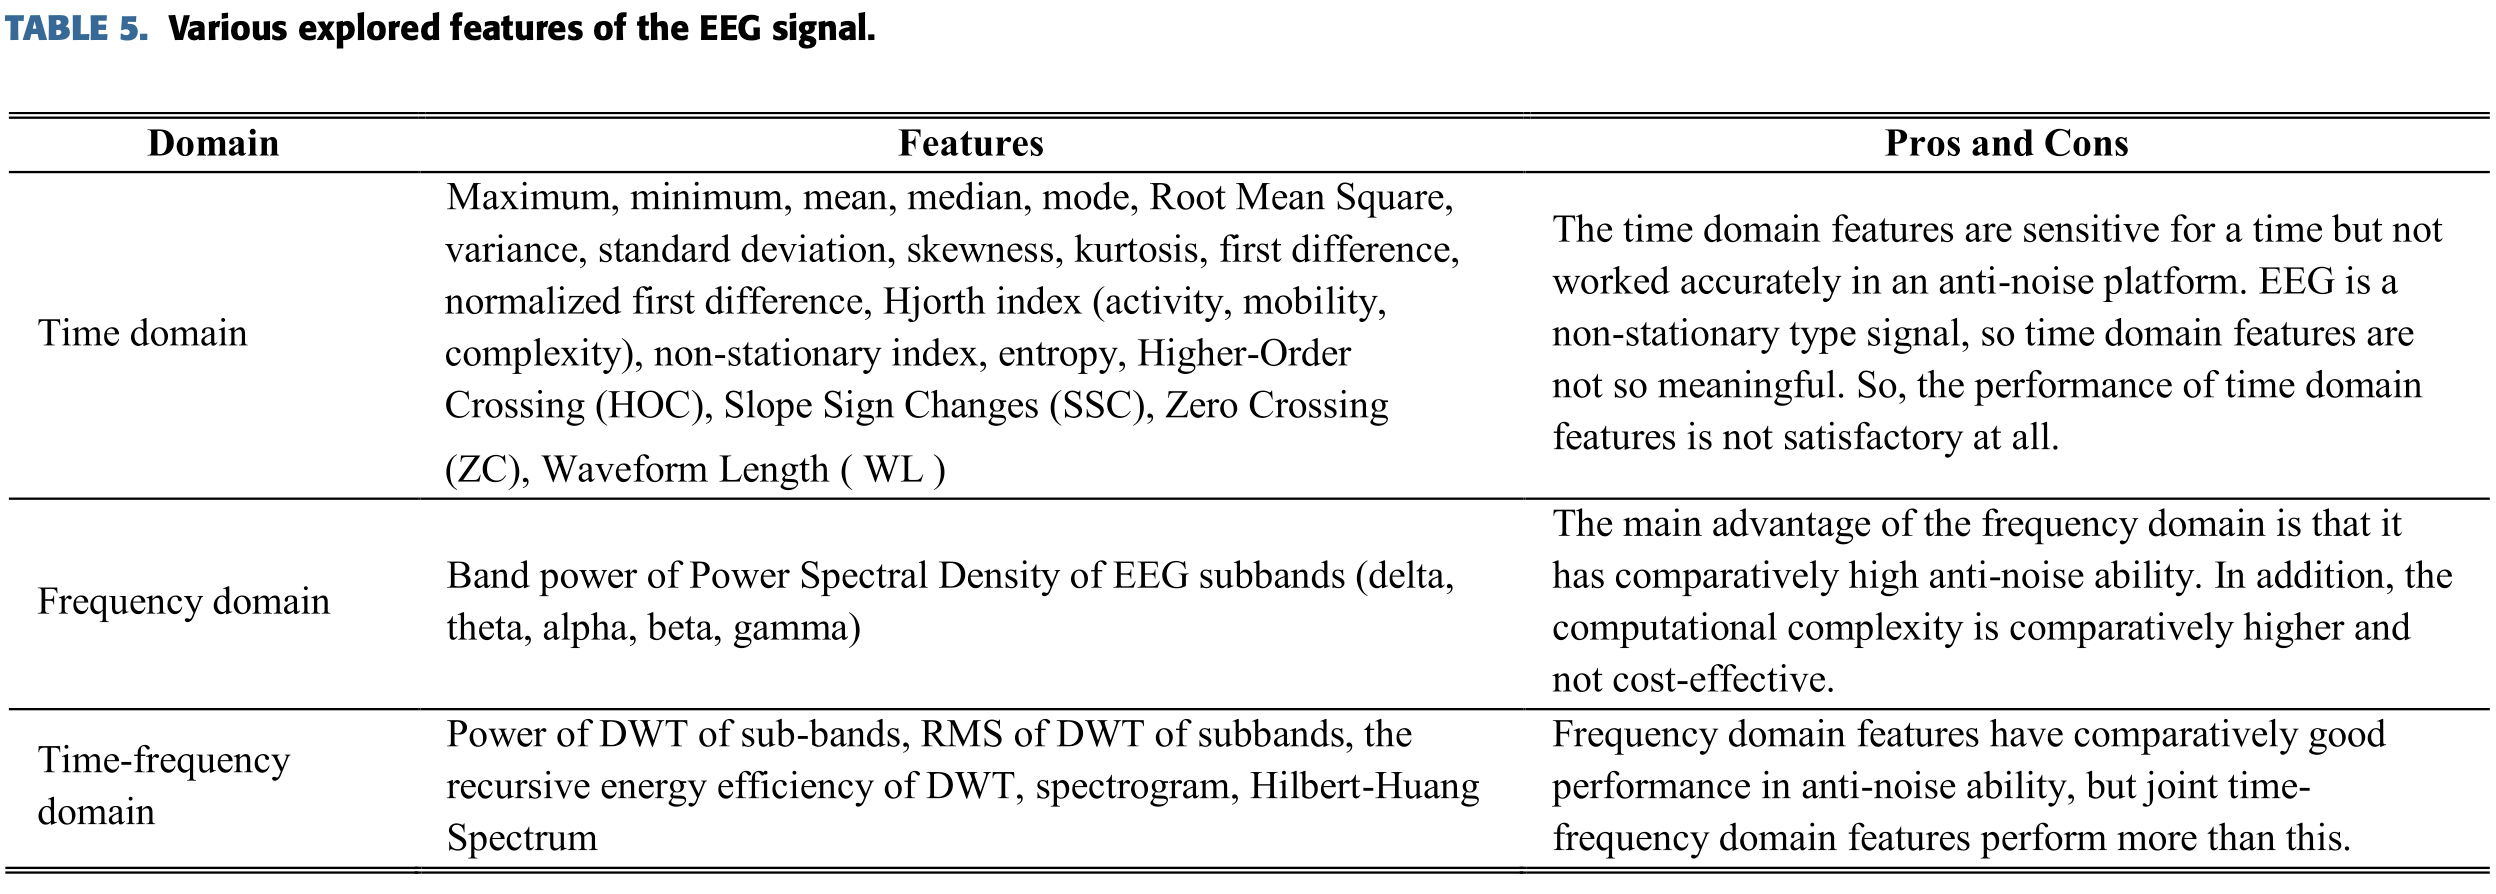 TABLE 5. Various explored features of the EEG signal.
Domain Features Pros and Cons
Time domain
Maximum, minimum, mean, median, mode, Root Mean Square,
variance, standard deviation, skewness, kurtosis, first difference,
normalized first difference, Hjorth index (activity, mobility,
complexity), non-stationary index, entropy, Higher-Order
Crossing (HOC), Slope Sign Changes (SSC), Zero Crossing
(ZC), Waveform Length ( WL )
The time domain features are sensitive for a time but not
worked accurately in an anti-noise platform. EEG is a
non-stationary type signal, so time domain features are
not so meaningful. So, the performance of time domain
features is not satisfactory at all.
Frequency domain
Band power of Power Spectral Density of EEG subbands (delta,
theta, alpha, beta, gamma)
The main advantage of the frequency domain is that it
has comparatively high anti-noise ability. In addition, the
computational complexity is comparatively higher and
not cost-effective.
Time-frequency
domain
Power of DWT of sub-bands, RMS of DWT of subbands, the
recursive energy efficiency of DWT, spectrogram, Hilbert-Huang
Spectrum
Frequency domain features have comparatively good
performance in anti-noise ability, but joint time-
frequency domain features perform more than this.